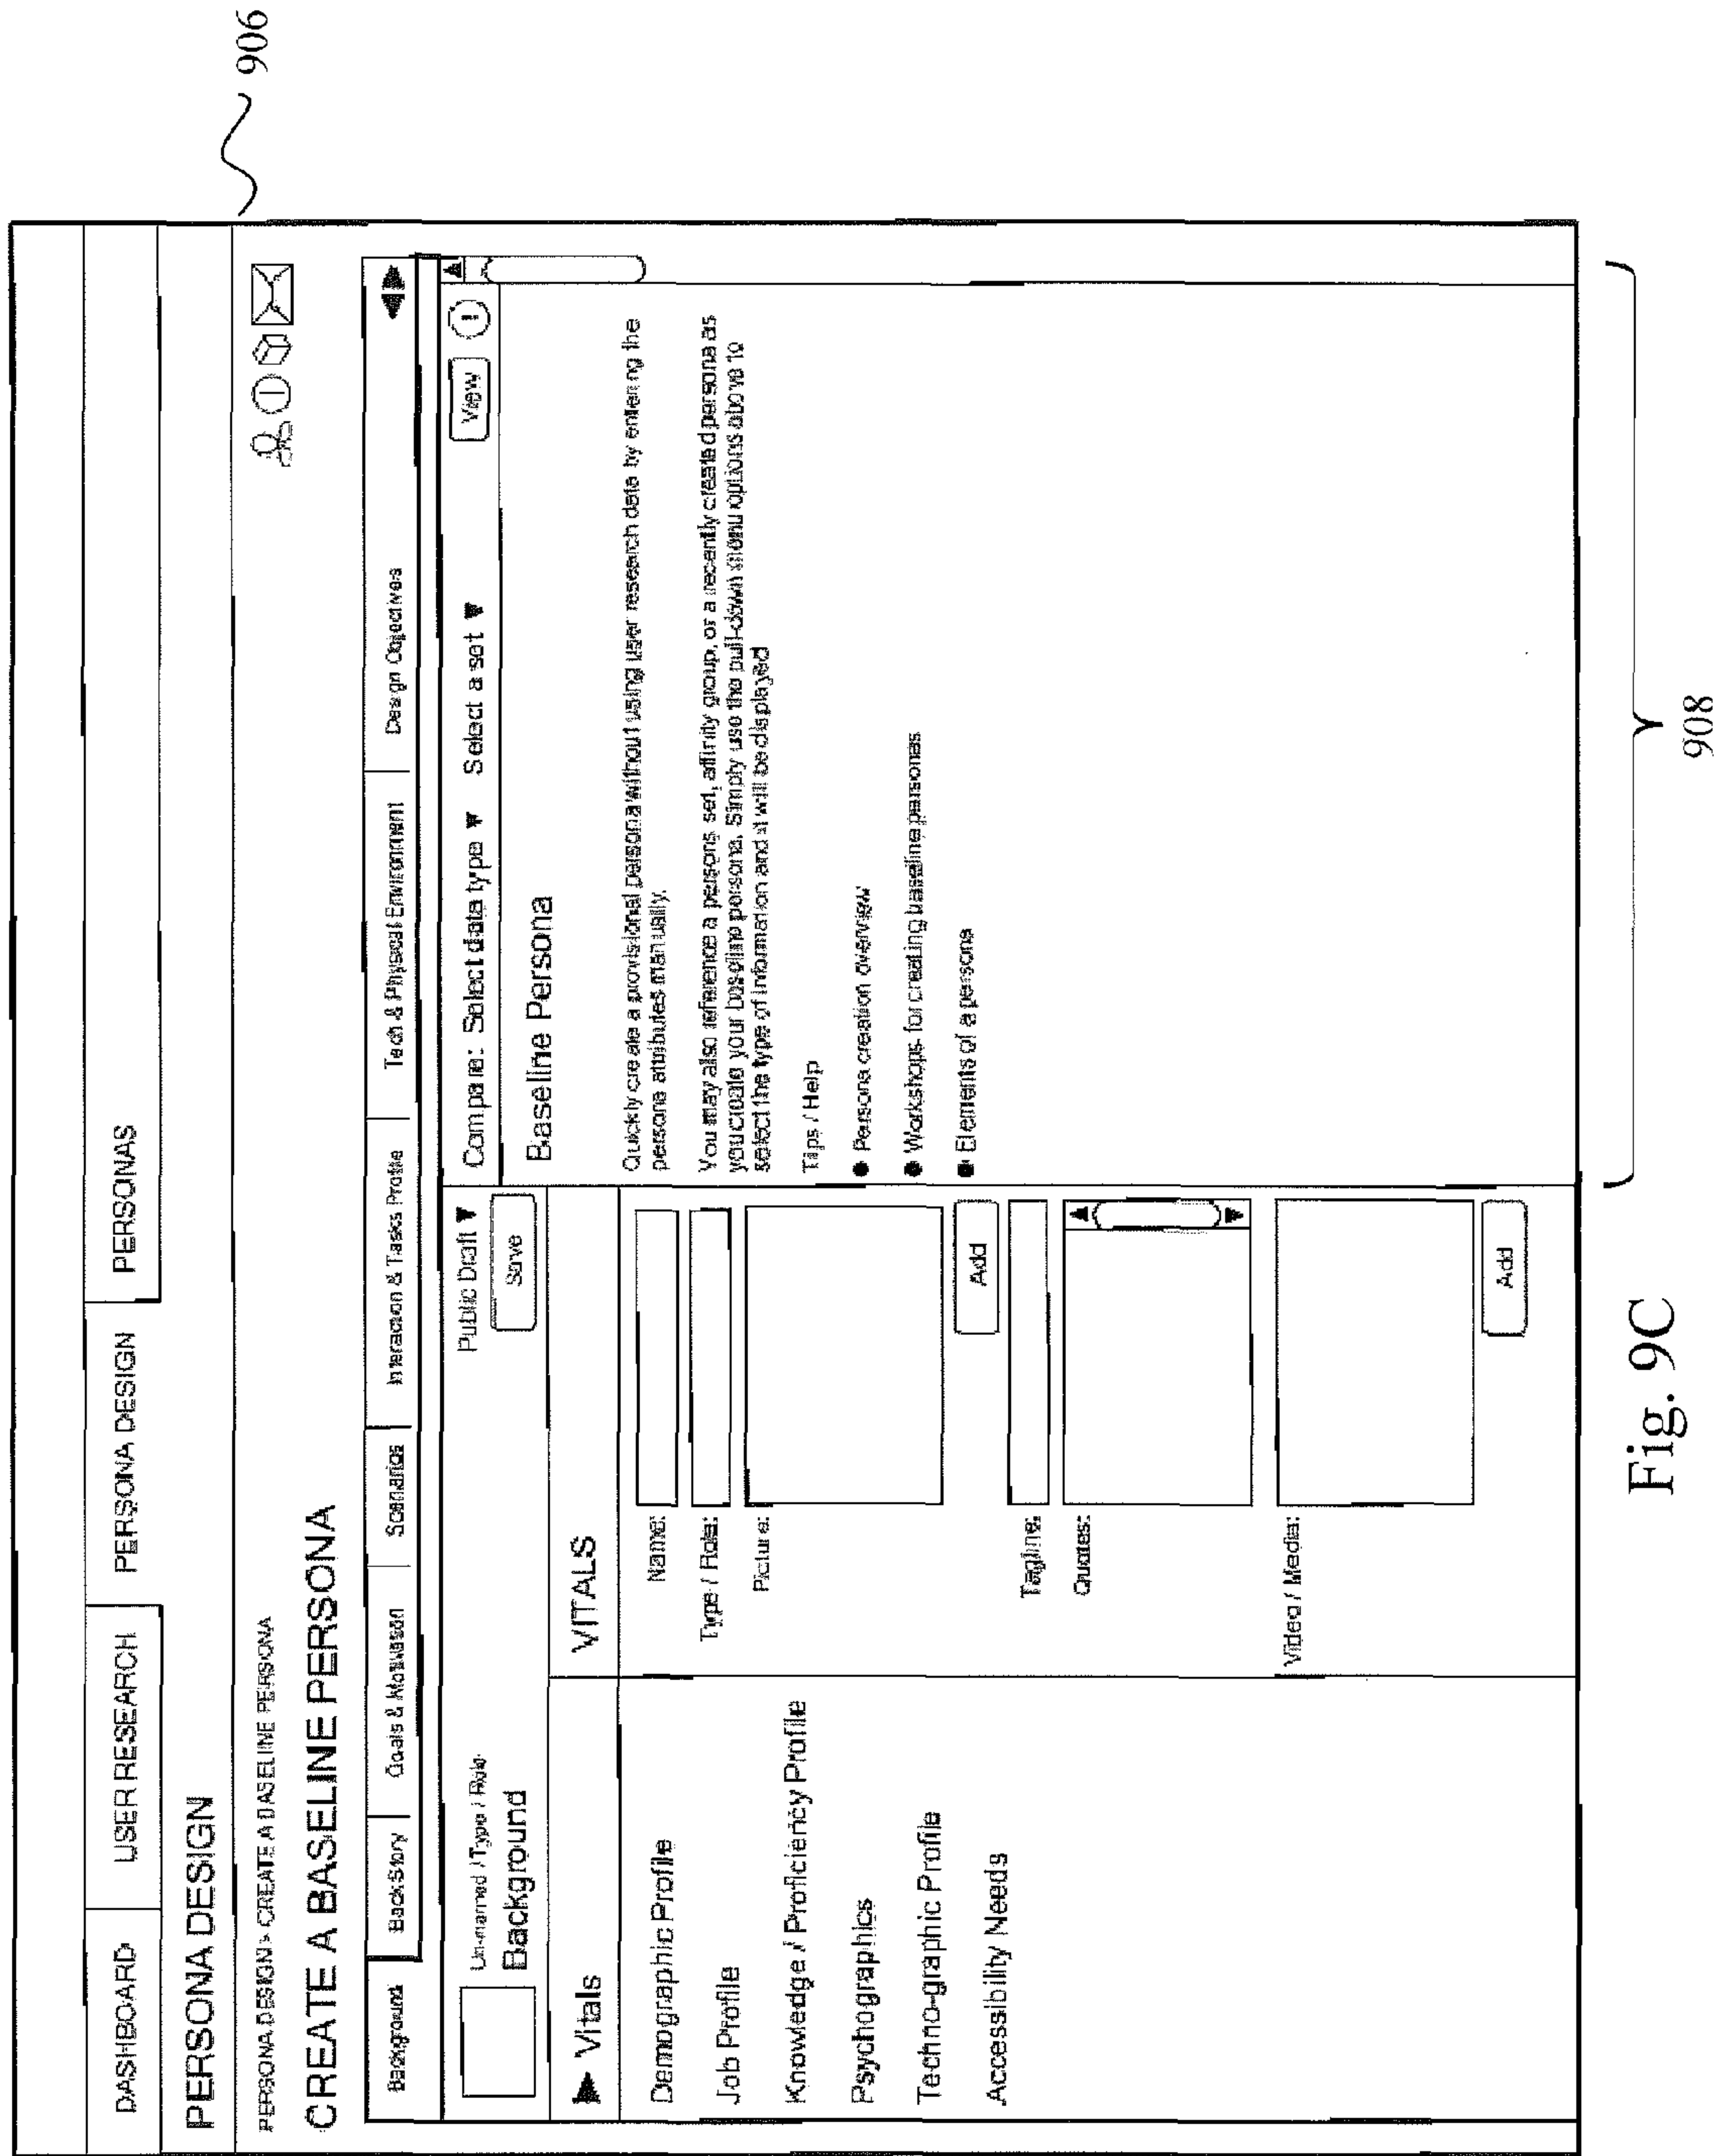 906
DASHBOARD
USER RESEARCH
PERSONA DESIGN
PERSONAS
PERSONA DESIGN
PERSONA DESIGN > CREATE A BASELINE PERSONA
CREATE A BASELINE PERSONA
Background
Back Story
Goals & Motivation
Scenarios
Interaction & Tasks Profile
Tech & Physical Environment
Design Objectives
Un-named / Type / Role
Background
Public Draft ▼
Save
Compare: Select data type ▼ Select a set ▼
View
Vitals
Demographic Profile
Job Profile
Knowledge / Proficiency Profile
Psychographics
Techno-graphic Profile
Accessibility Needs
VITALS
Name:
Type / Role:
Picture:
Add
Tagline:
Quotes:
Video / Media:
Add
Baseline Persona
Quickly create a provisional persona without using user research data by entering the
persona attributes manually.
You may also reference a persons set, affinity group, or a recently created persona as
you create your baseline persona. Simply use the pull-down menu options above to
select the type of information and it will be displayed
Tips / Help
● Persona creation overview
● Workshops for creating baseline personas
● Elements of a persona
908
Fig. 9C